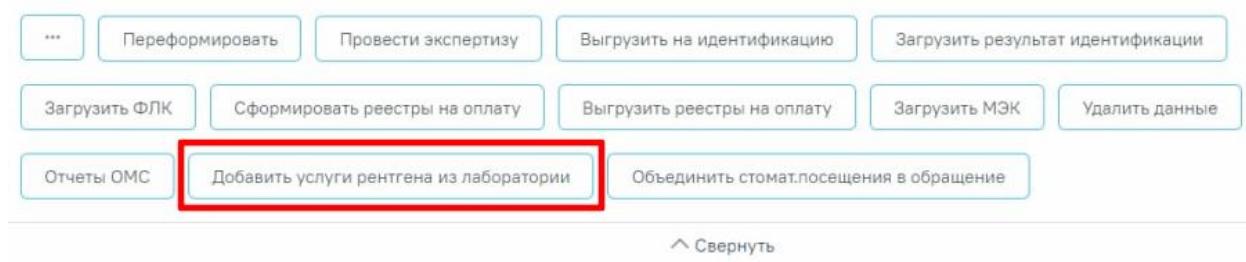 ... Переформировать Провести экспертизу Выгрузить на идентификацию Загрузить результат идентификации
Загрузить ФЛК Сформировать реестры на оплату Выгрузить реестры на оплату Загрузить МЭК Удалить данные
Отчеты ОМС Добавить услуги рентгена из лаборатории Объединить стомат.посещения в обращение
Свернуть